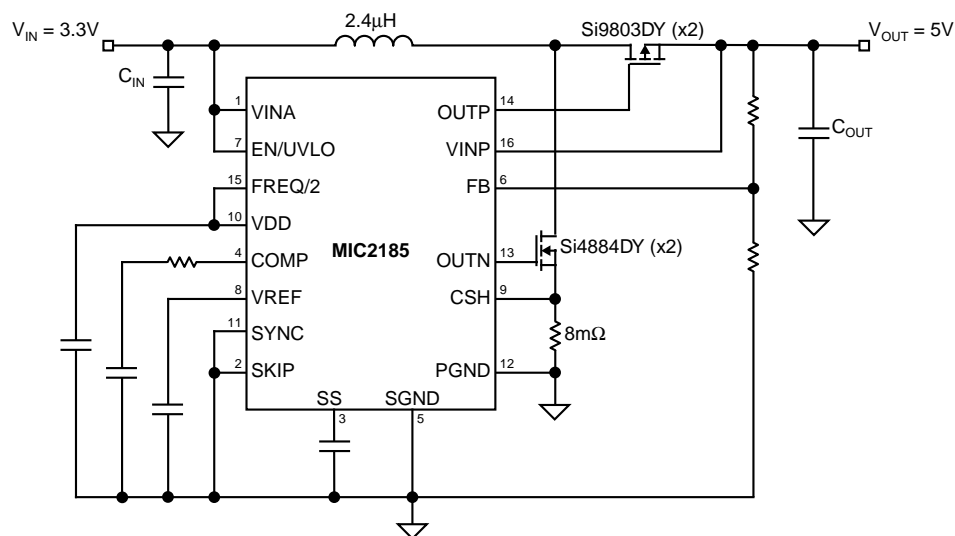 2.4μH
Si9803DY (x2)
V_IN = 3.3V
V_OUT = 5V
C_IN
C_OUT
MIC2185
1 VINA
7 EN/UVLO
15 FREQ/2
10 VDD
4 COMP
8 VREF
11 SYNC
2 SKIP
SS
3
SGND
5
OUTP 14
VINP 16
FB 6
OUTN 13
CSH 9
PGND 12
Si4884DY (x2)
8mΩ